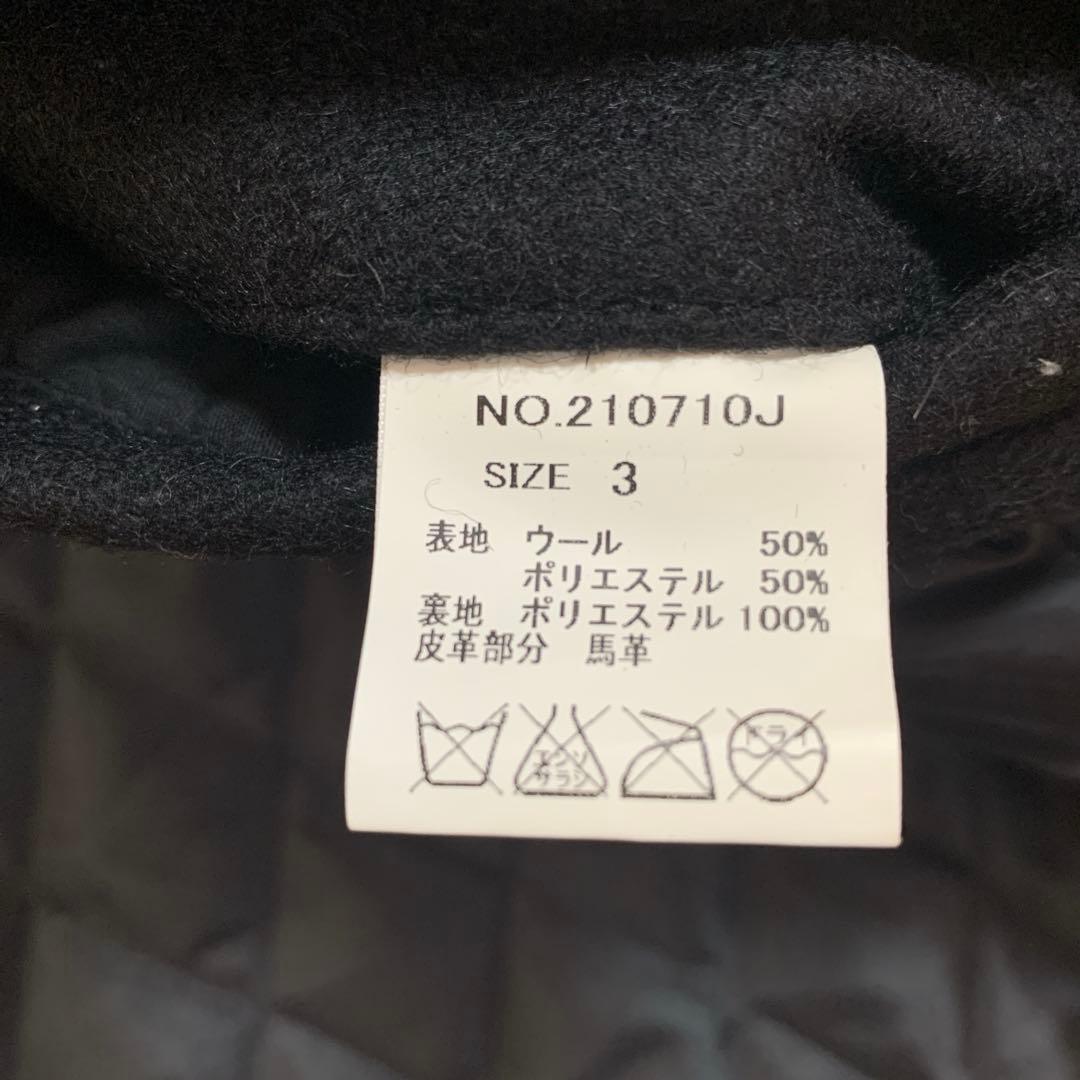 NO.210710J
SIZE 3
表地 ウール 50%
ポリエステル 50%
裏地 ポリエステル 100%
皮革部分 馬革
エンソ
サラシ
ドライ